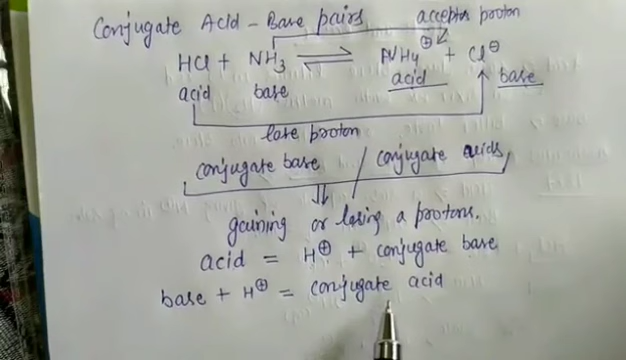 Conjugate Acid - Base pairs
accepts proton
HCl + NH₃ ⇌ NH₄⊕ + Cl⊖
acid base acid base
lose proton
conjugate base / conjugate acids
⇓
gaining or losing a protons.
acid = H⊕ + conjugate base
base + H⊕ = conjugate acid